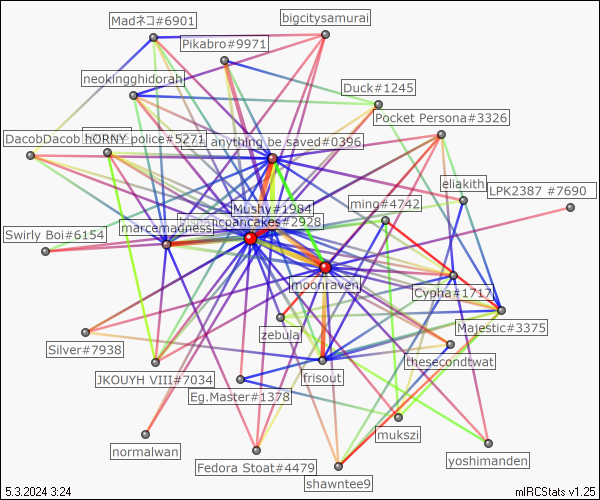 Madネコ#6901
bigcitysamurai
Pikabro#9971
neokingghidorah
Duck#1245
Pocket Persona#3326
DacobDacob
HORNY police#5271
anything be saved#0396
eliakith
LPK2387 #7690
ming#4742
Mushy#1984
pancakes#2928
marcemadness
Swirly Boi#6154
moonraven
Cypha#1717
Majestic#3375
zebula
Silver#7938
thesecondtwat
JKOUYH VIII#7034
frisout
Eg.Master#1378
mukszi
normalwan
yoshimanden
Fedora Stoat#4479
shawntee9
5.3.2024 3:24
mIRCStats v1.25